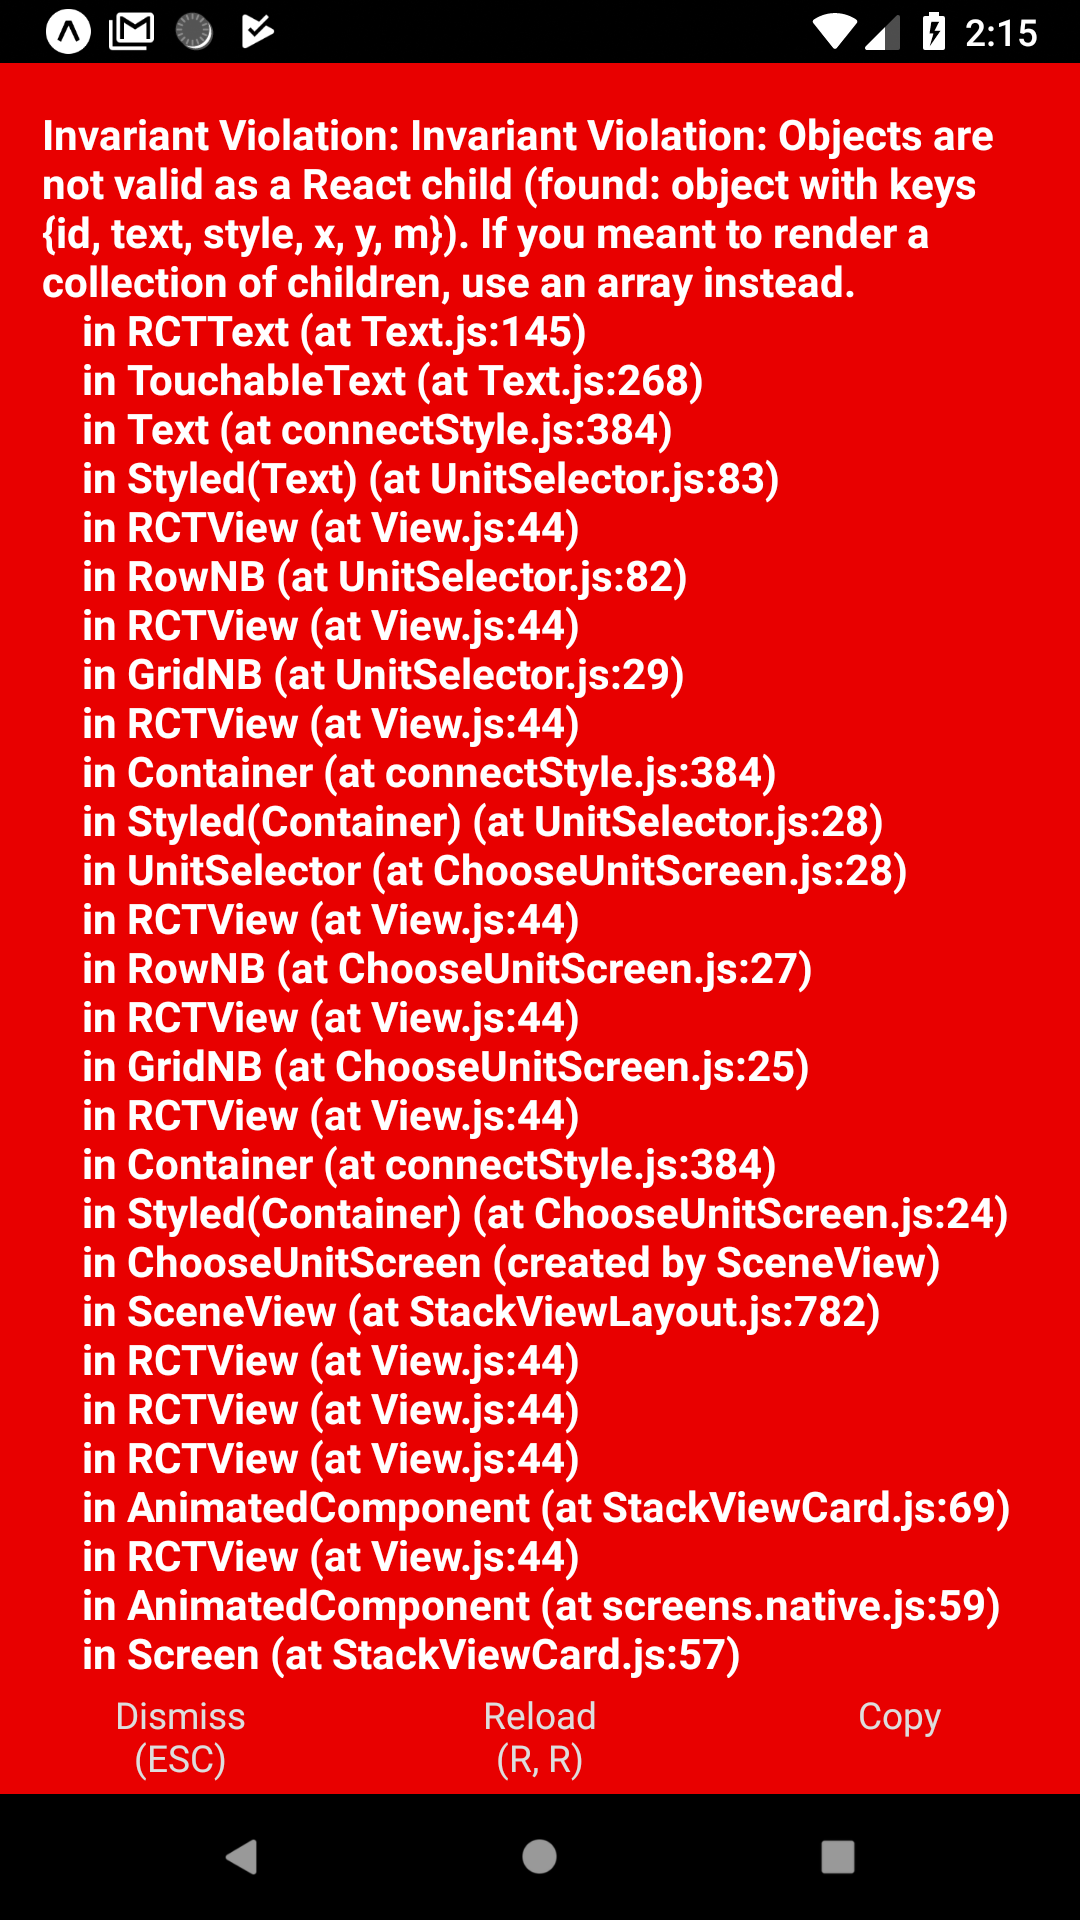 2:15
Invariant Violation: Invariant Violation: Objects are
not valid as a React child (found: object with keys
{id, text, style, x, y, m}). If you meant to render a
collection of children, use an array instead.
in RCTText (at Text.js:145)
in TouchableText (at Text.js:268)
in Text (at connectStyle.js:384)
in Styled(Text) (at UnitSelector.js:83)
in RCTView (at View.js:44)
in RowNB (at UnitSelector.js:82)
in RCTView (at View.js:44)
in GridNB (at UnitSelector.js:29)
in RCTView (at View.js:44)
in Container (at connectStyle.js:384)
in Styled(Container) (at UnitSelector.js:28)
in UnitSelector (at ChooseUnitScreen.js:28)
in RCTView (at View.js:44)
in RowNB (at ChooseUnitScreen.js:27)
in RCTView (at View.js:44)
in GridNB (at ChooseUnitScreen.js:25)
in RCTView (at View.js:44)
in Container (at connectStyle.js:384)
in Styled(Container) (at ChooseUnitScreen.js:24)
in ChooseUnitScreen (created by SceneView)
in SceneView (at StackViewLayout.js:782)
in RCTView (at View.js:44)
in RCTView (at View.js:44)
in RCTView (at View.js:44)
in AnimatedComponent (at StackViewCard.js:69)
in RCTView (at View.js:44)
in AnimatedComponent (at screens.native.js:59)
in Screen (at StackViewCard.js:57)
Dismiss
(ESC)
Reload
(R, R)
Copy